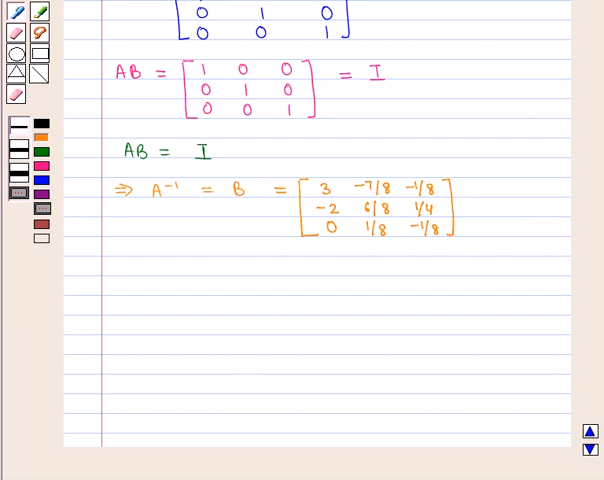 0 1 0
0 0 1
AB = [ 1 0 0
0 1 0
0 0 1 ] = I
AB = I
⇒ A⁻¹ = B = [ 3 -7/8 -1/8
-2 6/8 1/4
0 1/8 -1/8 ]